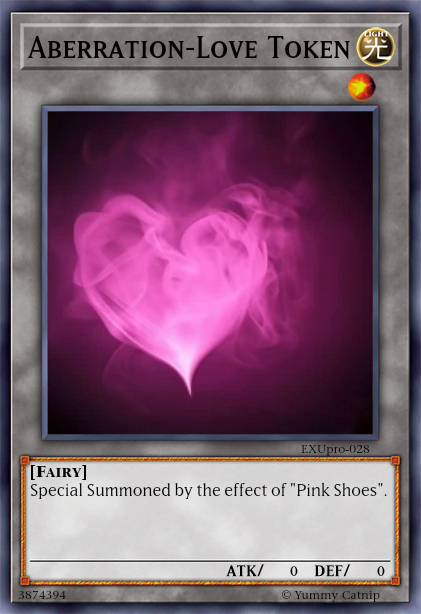 Aberration-Love Token
LIGHT
光
EXUpro-028
[Fairy]
Special Summoned by the effect of "Pink Shoes".
ATK/ 0 DEF/ 0
3874394 © Yummy Catnip